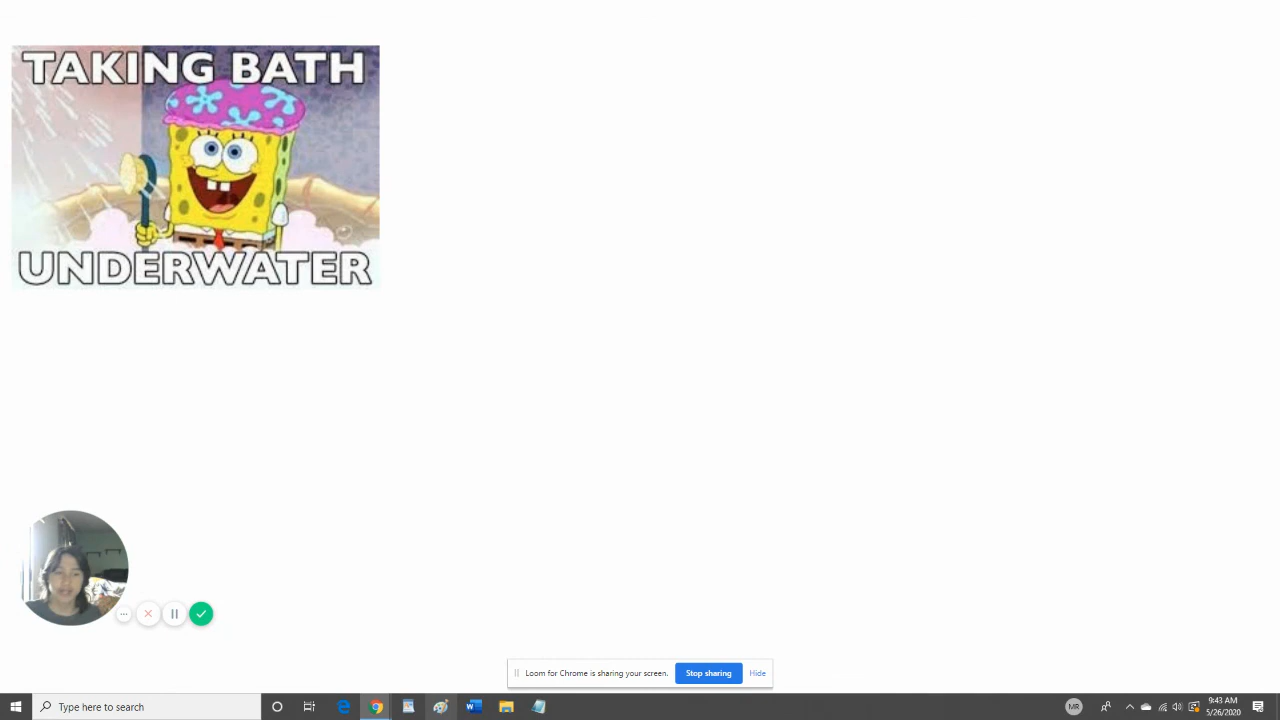 TAKING BATH
UNDERWATER
Loom for Chrome is sharing your screen.
Stop sharing
Hide
Type here to search
MR
9:43 AM
5/26/2020